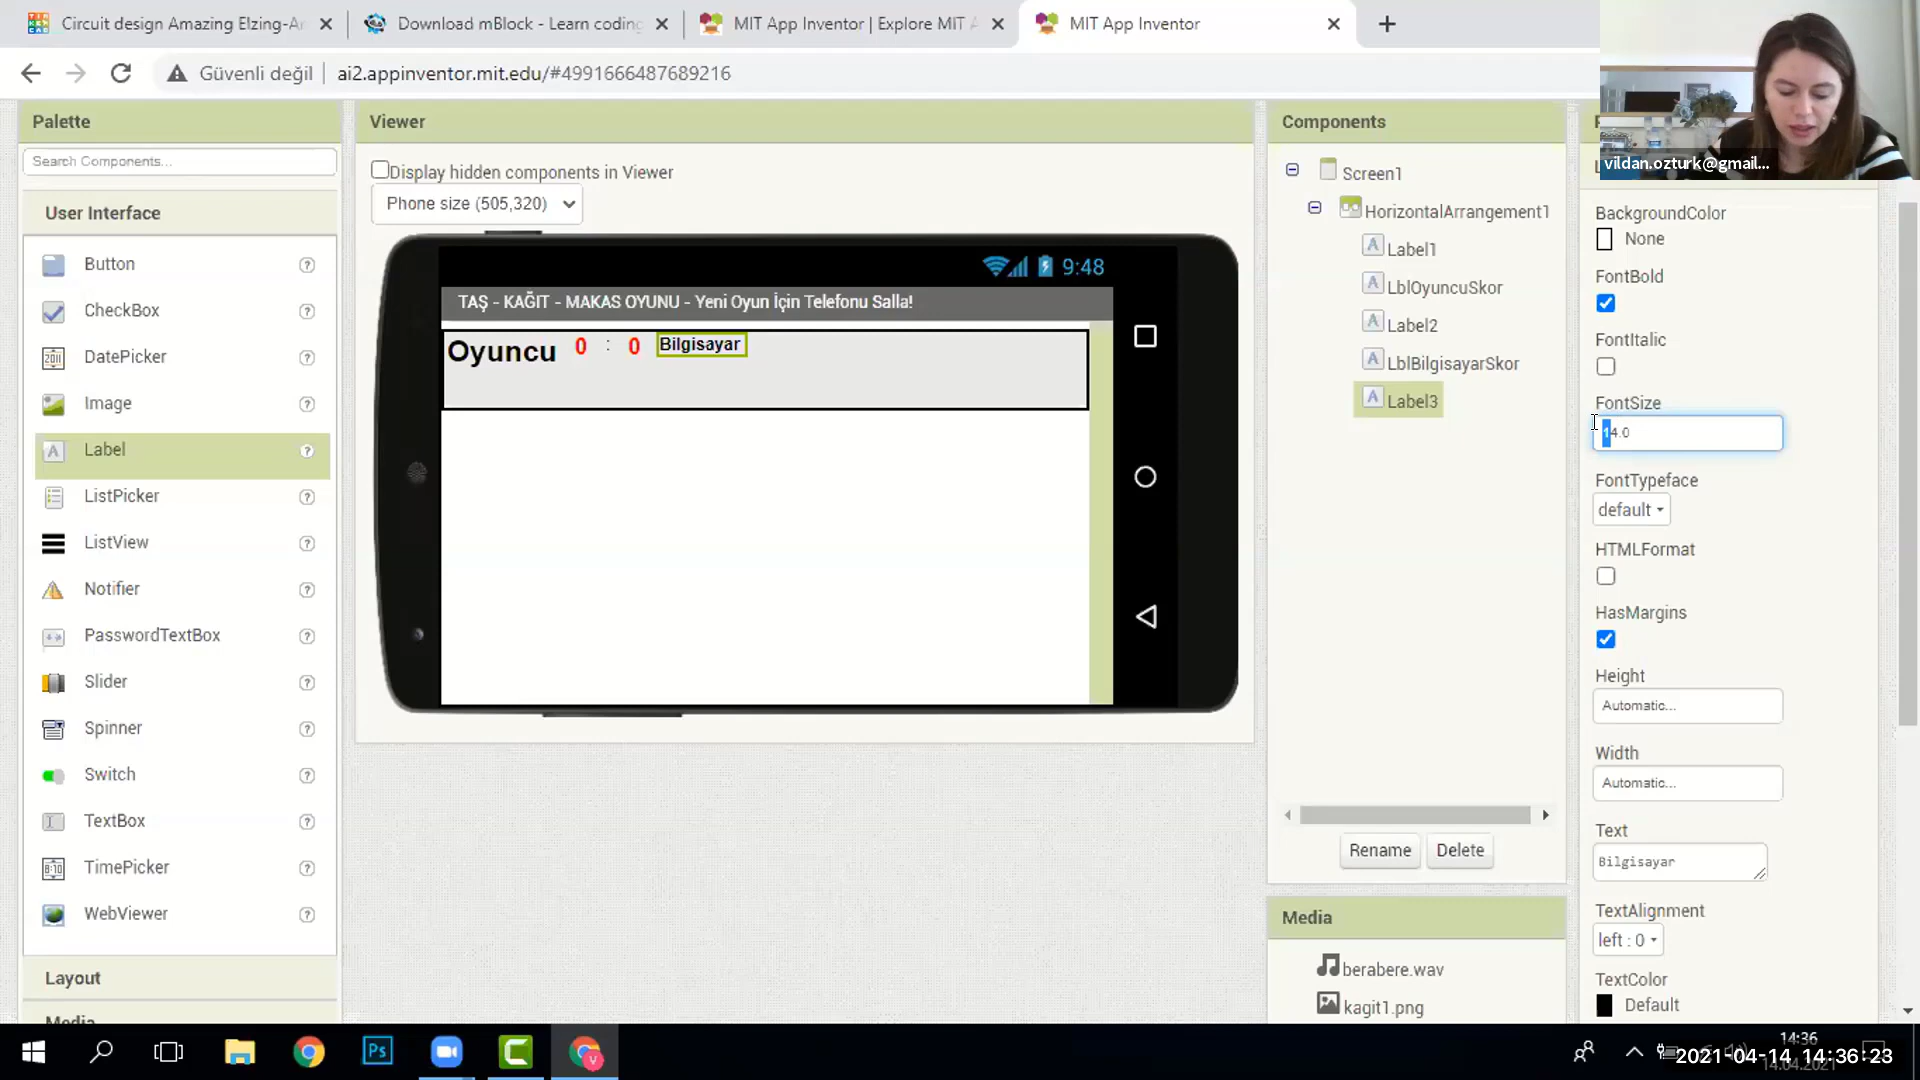 Circuit design Amazing Elzing-Ar
Download mBlock - Learn coding
MIT App Inventor | Explore MIT A
MIT App Inventor
Güvenli değil
ai2.appinventor.mit.edu/#4991666487689216
vildan.ozturk@gmail...
Palette
Search Components...
User Interface
Button
CheckBox
DatePicker
Image
Label
ListPicker
ListView
Notifier
PasswordTextBox
Slider
Spinner
Switch
TextBox
TimePicker
WebViewer
Layout
Media
Viewer
Display hidden components in Viewer
Phone size (505,320)
9:48
TAŞ - KAĞIT - MAKAS OYUNU - Yeni Oyun İçin Telefonu Salla!
Oyuncu 0 : 0 Bilgisayar
Components
Screen1
HorizontalArrangement1
Label1
LblOyuncuSkor
Label2
LblBilgisayarSkor
Label3
Rename
Delete
Media
berabere.wav
kagit1.png
BackgroundColor
None
FontBold
FontItalic
FontSize
14.0
FontTypeface
default
HTMLFormat
HasMargins
Height
Automatic...
Width
Automatic...
Text
Bilgisayar
TextAlignment
left : 0
TextColor
Default
14:36
2021-04-14 14:36:23
14.04.2021